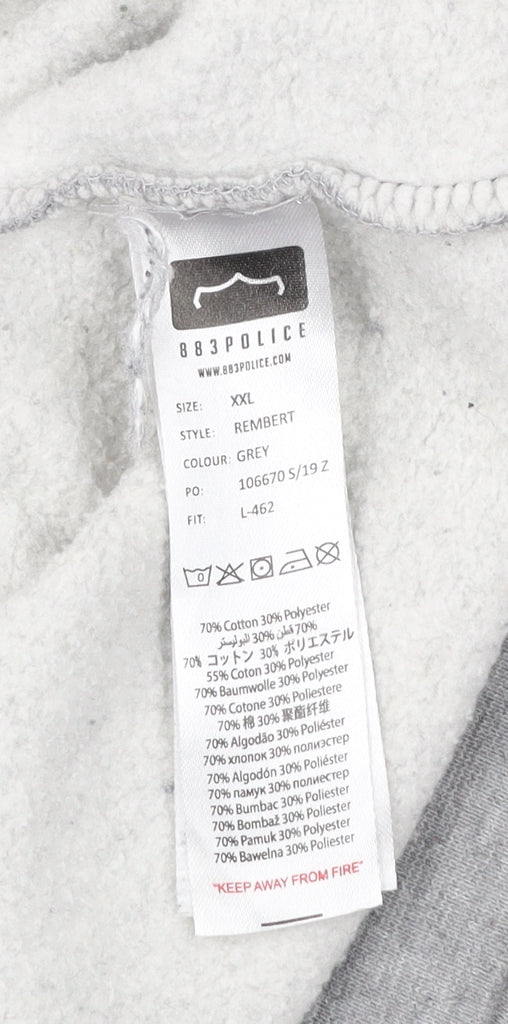 883POLICE
WWW.883POLICE.COM
SIZE: XXL
STYLE: REMBERT
COLOUR: GREY
PO: 106670 S/19 Z
FIT: L-462
0
70% Cotton 30% Polyester
70% قطن 30% البوليستر
70% コットン 30% ポリエステル
55% Coton 30% Polyester
70% Baumwolle 30% Polyester
70% Cotone 30% Poliestere
70% 棉 30% 聚酯纤维
70% Algodão 30% Poliéster
70% хлопок 30% полиэстер
70% Algodón 30% Poliéster
70% памук 30% полиестер
70% Bumbac 30% Poliester
70% Bombaž 30% Poliester
70% Pamuk 30% Polyester
70% Bawelna 30% Poliester
"KEEP AWAY FROM FIRE"